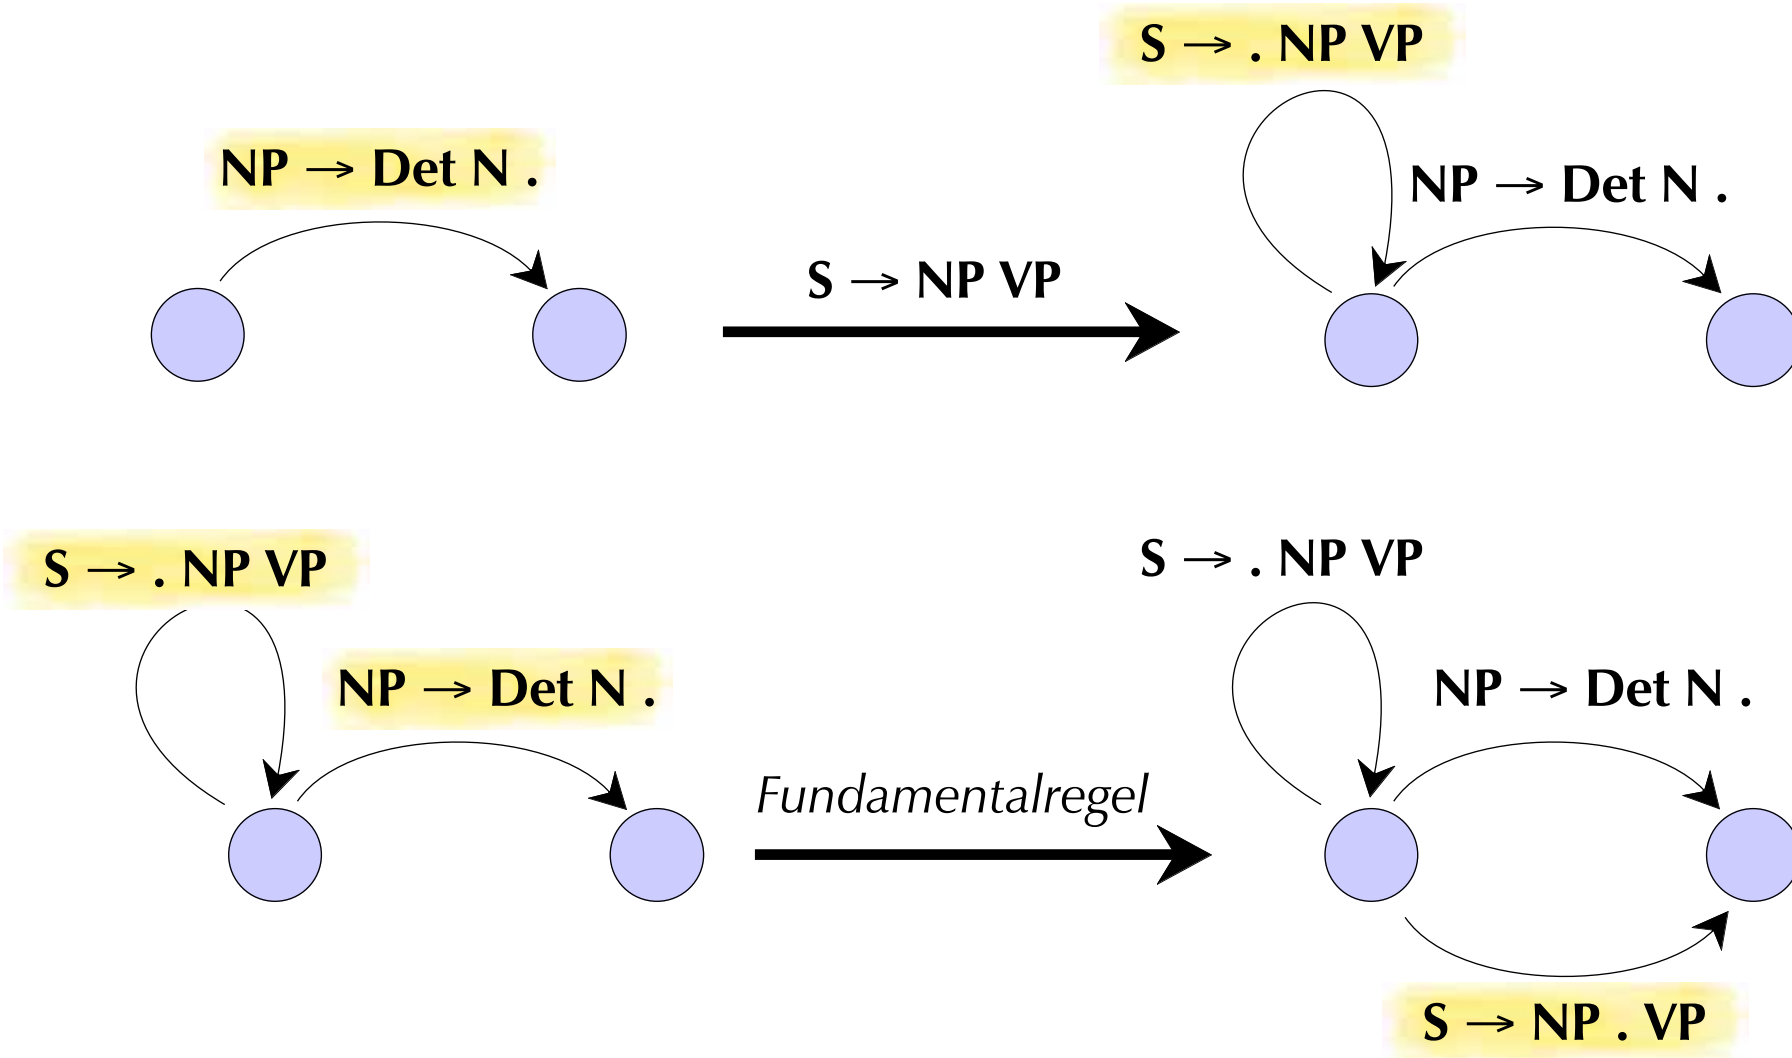 S → . NP VP
NP → Det N .
NP → Det N .
S → NP VP
S → . NP VP
S → . NP VP
NP → Det N .
NP → Det N .
Fundamentalregel
S → NP . VP